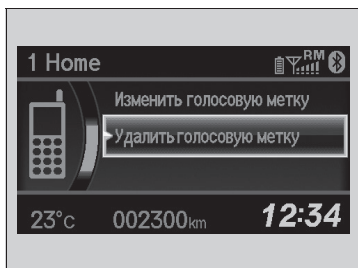 1 Home RM
Изменить голосовую метку
Удалить голосовую метку
23°c 002300km 12:34